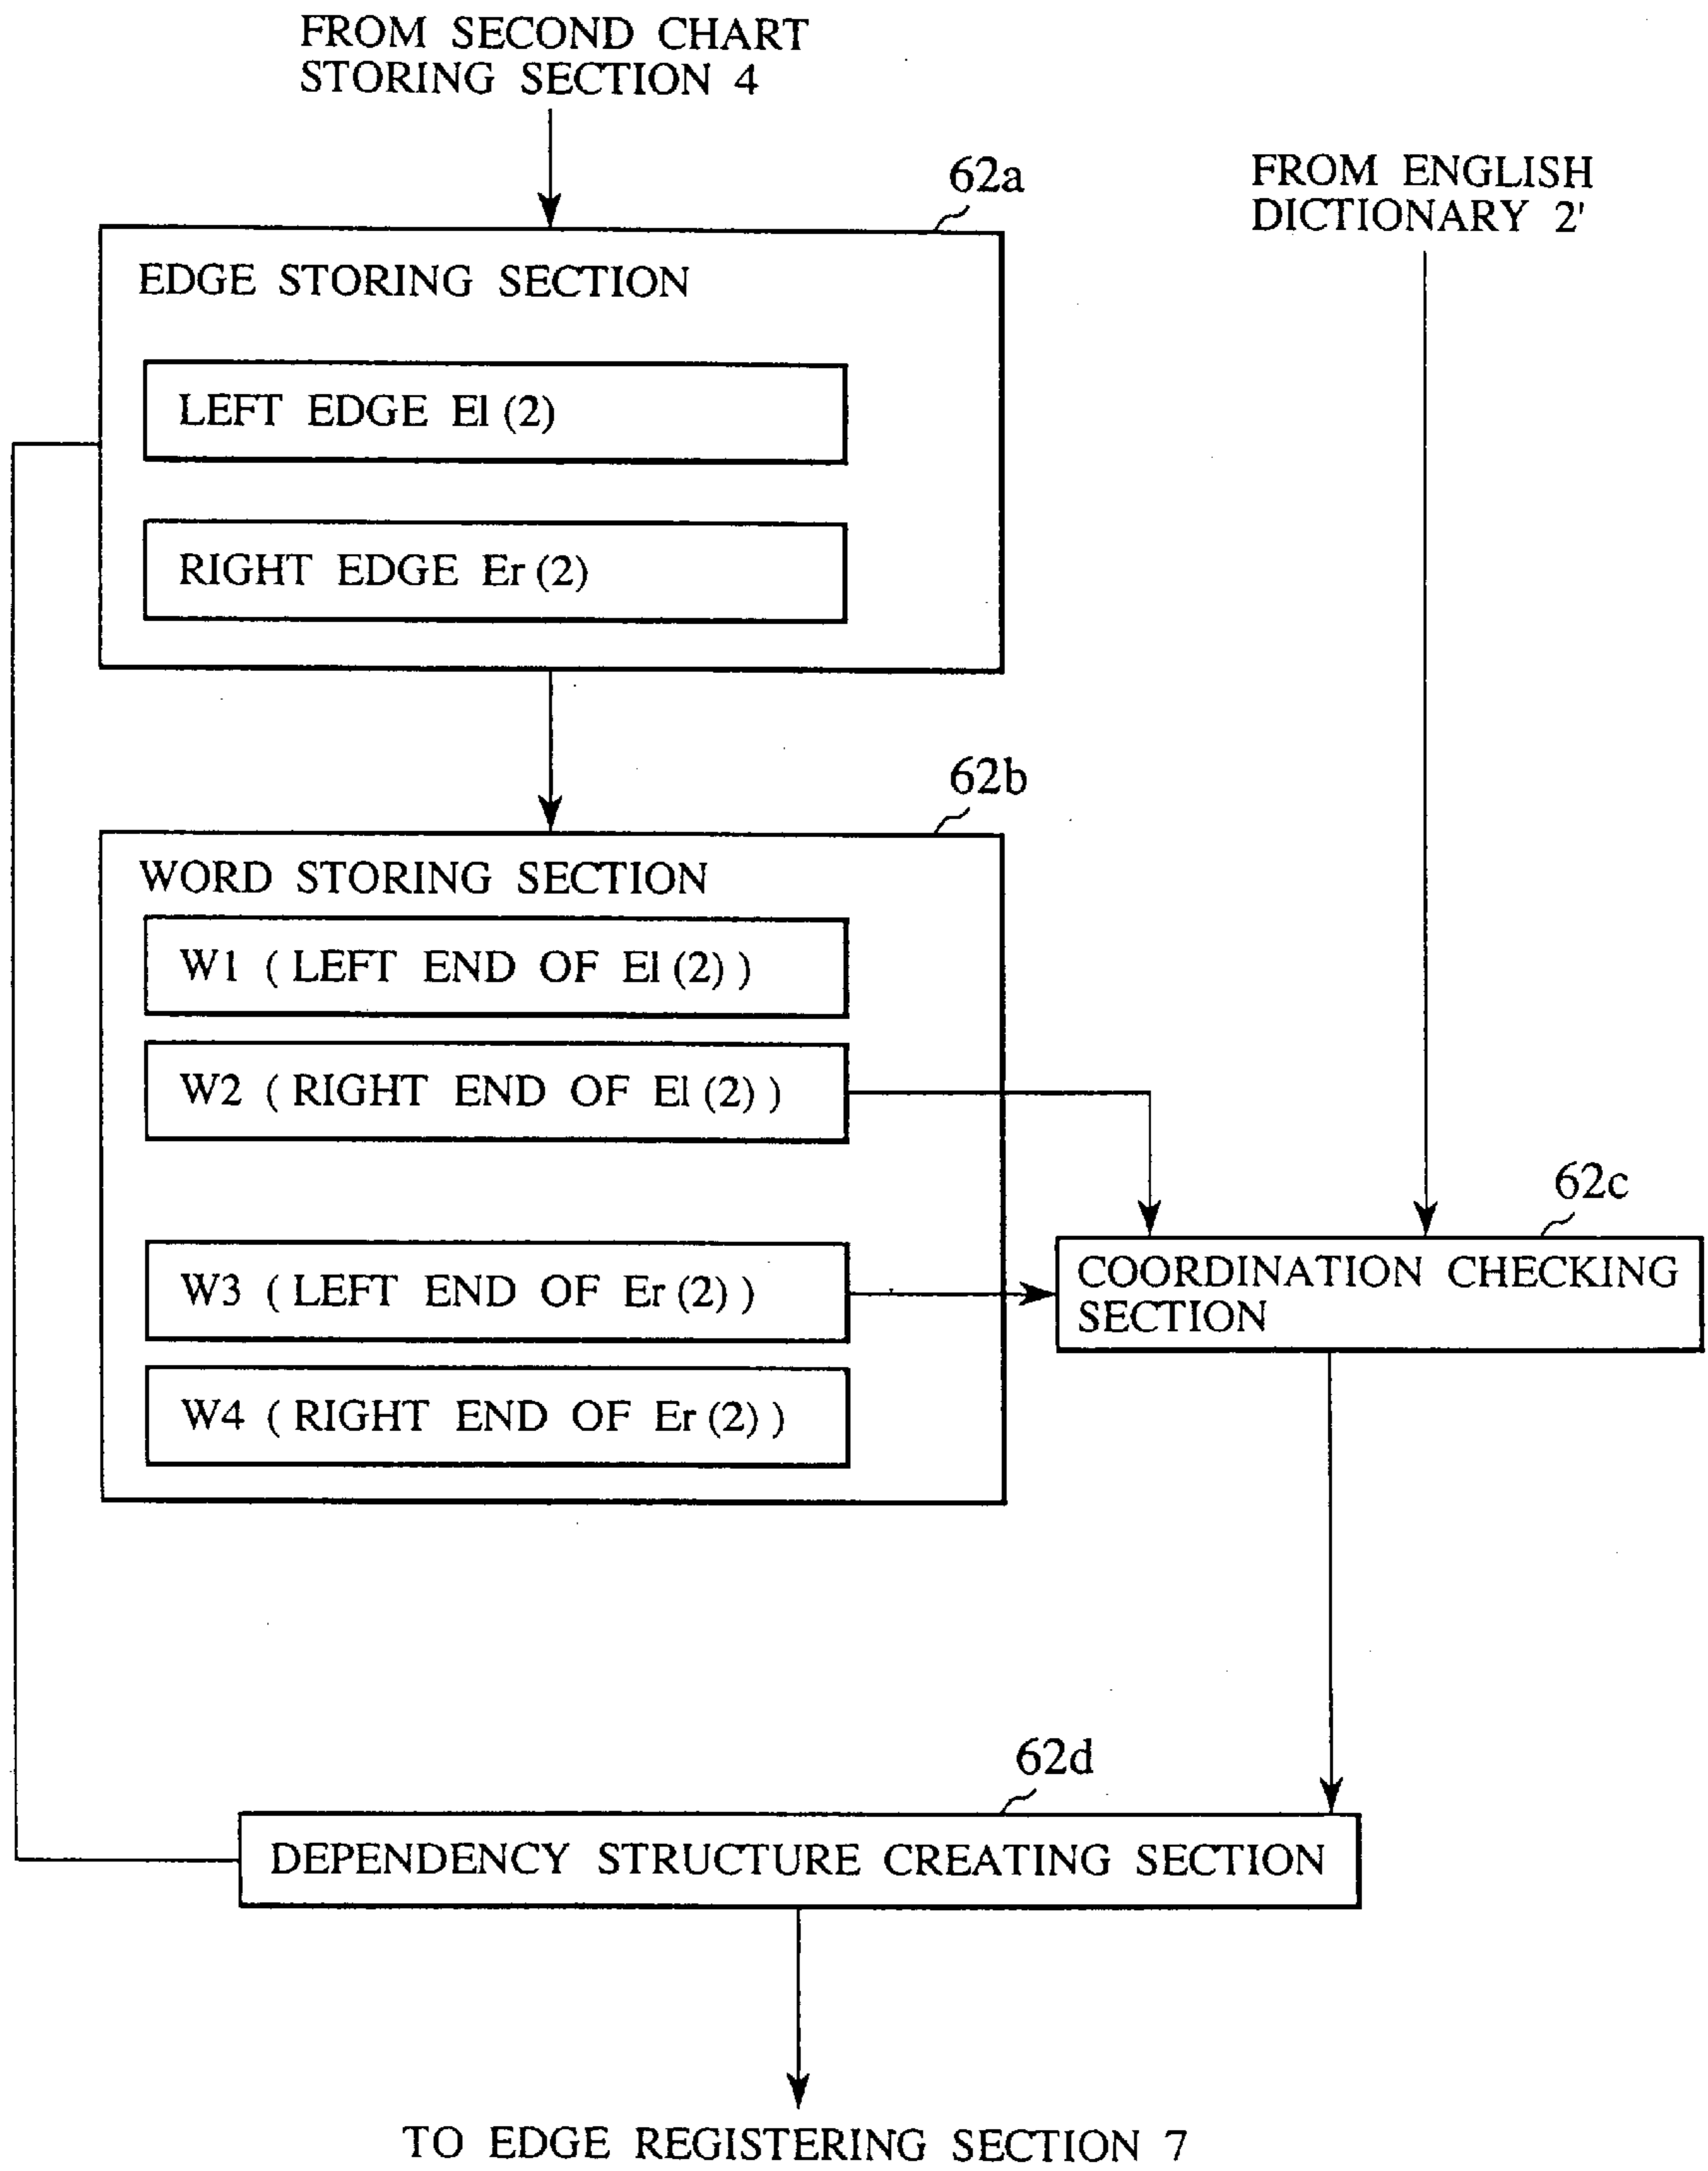 FROM SECOND CHART
STORING SECTION 4
62a
FROM ENGLISH
DICTIONARY 2'
EDGE STORING SECTION
LEFT EDGE El (2)
RIGHT EDGE Er (2)
62b
WORD STORING SECTION
W1 ( LEFT END OF El (2) )
W2 ( RIGHT END OF El (2) )
62c
W3 ( LEFT END OF Er (2) )
COORDINATION CHECKING
SECTION
W4 ( RIGHT END OF Er (2) )
62d
DEPENDENCY STRUCTURE CREATING SECTION
TO EDGE REGISTERING SECTION 7